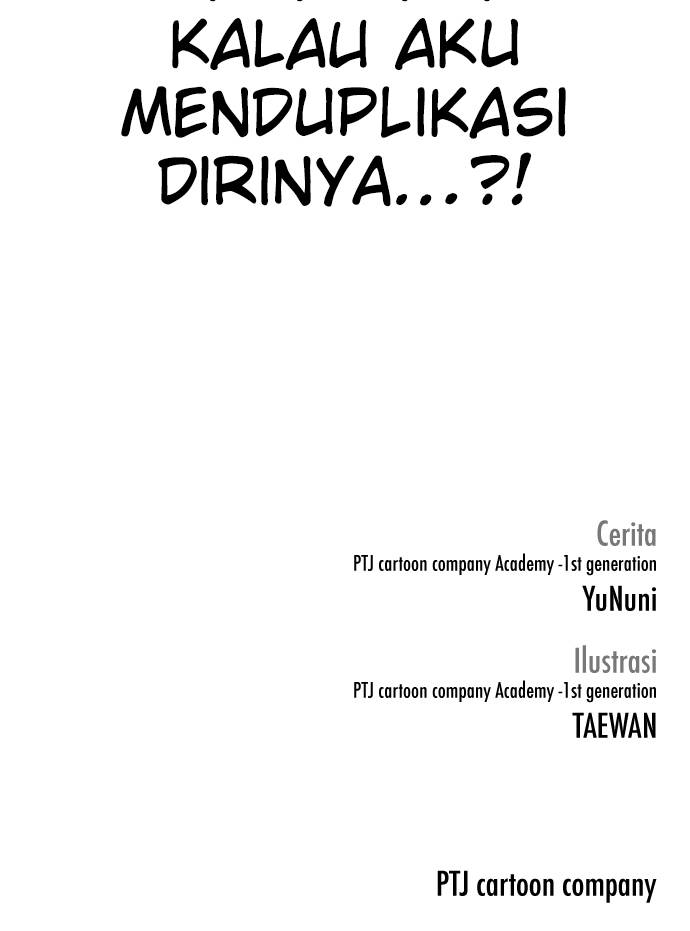 KALAU AKU
MENDUPLIKASI
DIRINYA...?!
Cerita
PTJ cartoon company Academy -1st generation
YuNuni
Ilustrasi
PTJ cartoon company Academy -1st generation
TAEWAN
PTJ cartoon company